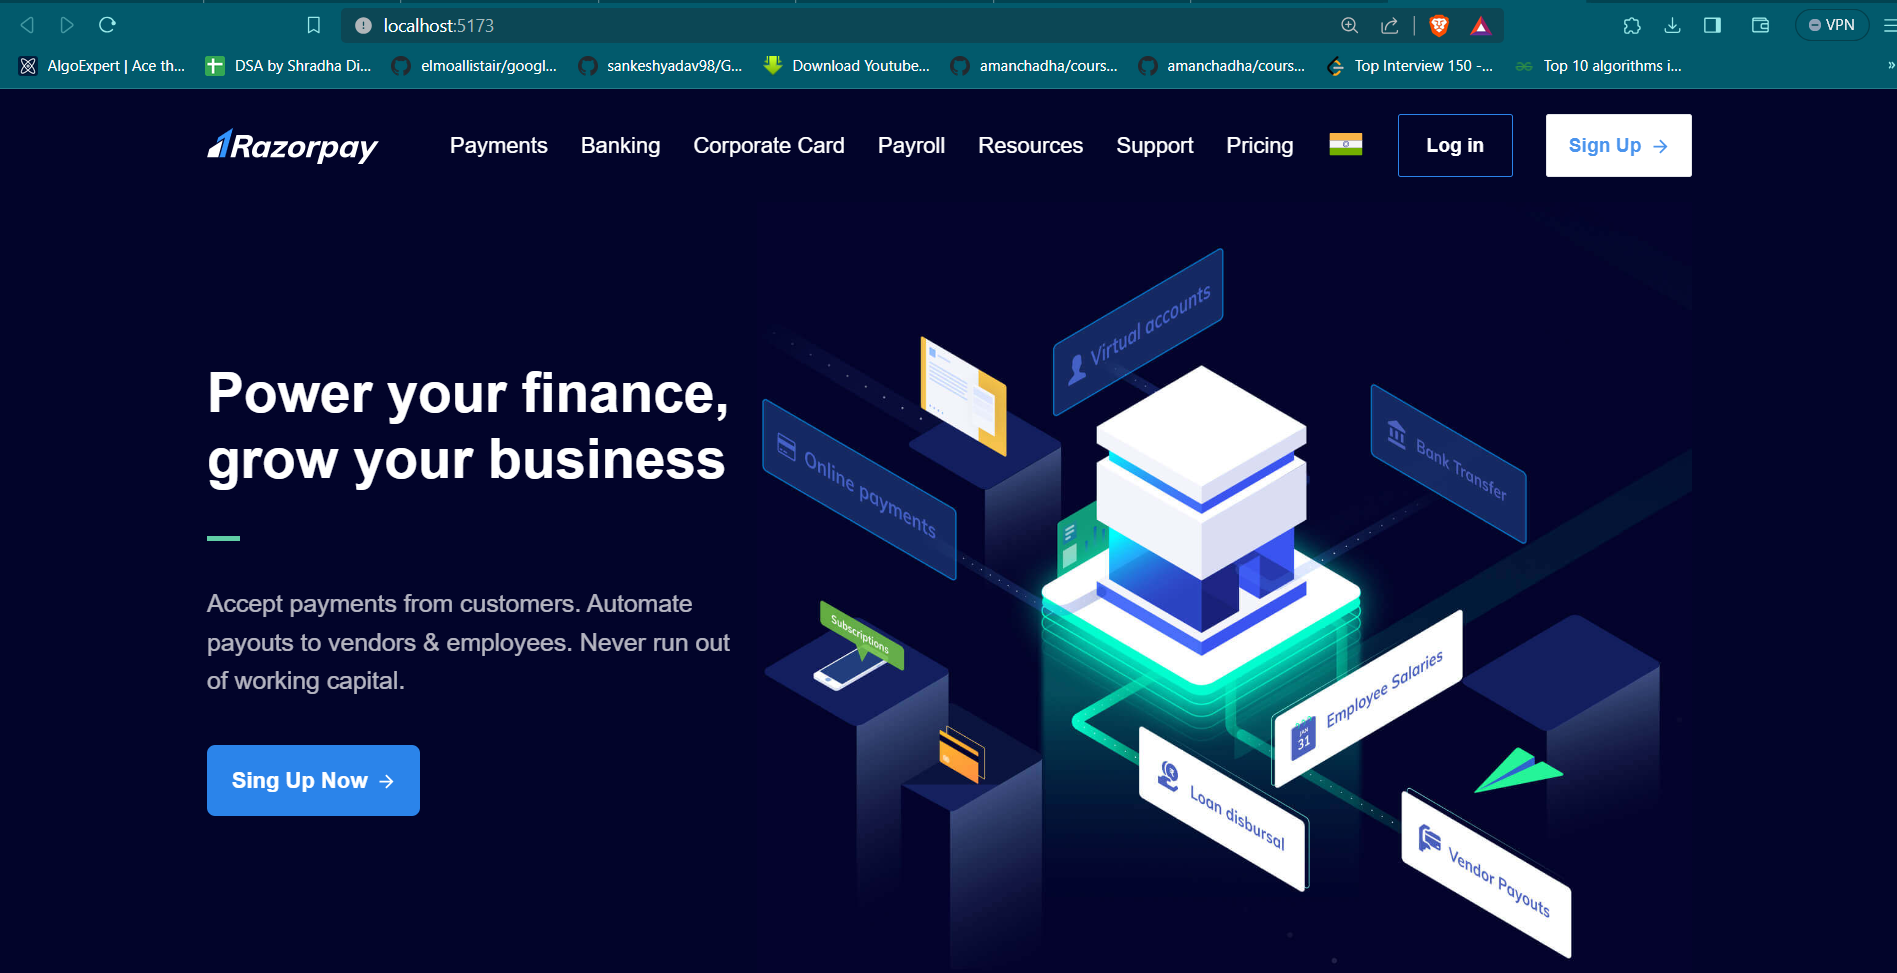 localhost:5173
VPN
AlgoExpert | Ace th...
DSA by Shradha Di...
elmoallistair/googl...
sankeshyadav98/G...
Download Youtube...
amanchadha/cours...
amanchadha/cours...
Top Interview 150 -...
Top 10 algorithms i...
»
Razorpay
Payments
Banking
Corporate Card
Payroll
Resources
Support
Pricing
Log in
Sign Up →
Power your finance,
grow your business
Accept payments from customers. Automate
payouts to vendors & employees. Never run out
of working capital.
Sing Up Now →
Virtual accounts
Online payments
Bank Transfer
Subscriptions
Employee Salaries
JAN
31
Loan disbursal
Vendor Payouts